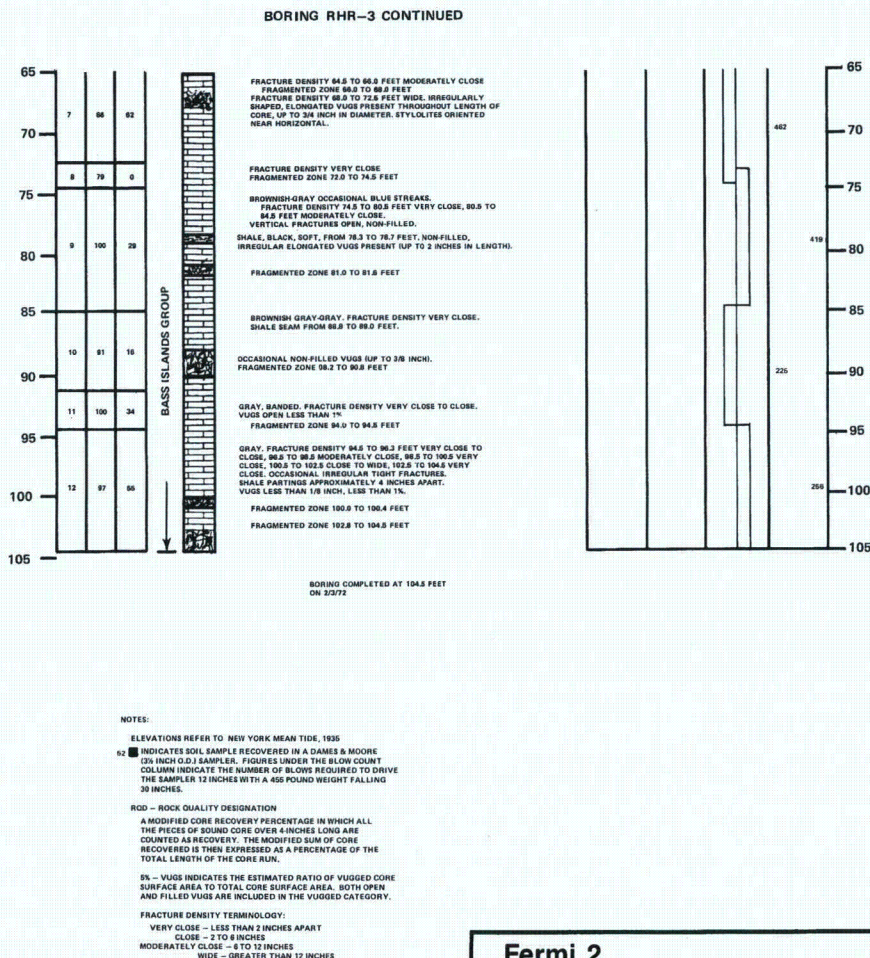 BORING RHR–3 CONTINUED
65
70
75
80
85
90
95
100
105
7 66 62
8 79 0
9 100 29
10 91 16
11 100 34
12 97 55
BASS ISLANDS GROUP
FRACTURE DENSITY 64.5 TO 66.0 FEET MODERATELY CLOSE
FRAGMENTED ZONE 66.0 TO 68.0 FEET
FRACTURE DENSITY 68.0 TO 72.5 FEET WIDE. IRREGULARLY
SHAPED, ELONGATED VUGS PRESENT THROUGHOUT LENGTH OF
CORE, UP TO 3/4 INCH IN DIAMETER. STYLOLITES ORIENTED
NEAR HORIZONTAL.
FRACTURE DENSITY VERY CLOSE
FRAGMENTED ZONE 72.0 TO 74.5 FEET
BROWNISH-GRAY OCCASIONAL BLUE STREAKS.
FRACTURE DENSITY 74.5 TO 80.5 FEET VERY CLOSE, 80.5 TO
84.5 FEET MODERATELY CLOSE.
VERTICAL FRACTURES OPEN, NON-FILLED.
SHALE, BLACK, SOFT, FROM 78.3 TO 78.7 FEET. NON-FILLED,
IRREGULAR ELONGATED VUGS PRESENT (UP TO 2 INCHES IN LENGTH).
FRAGMENTED ZONE 81.0 TO 81.6 FEET
BROWNISH GRAY-GRAY. FRACTURE DENSITY VERY CLOSE.
SHALE SEAM FROM 88.8 TO 89.0 FEET.
OCCASIONAL NON-FILLED VUGS (UP TO 3/8 INCH).
FRAGMENTED ZONE 98.2 TO 90.8 FEET
GRAY, BANDED. FRACTURE DENSITY VERY CLOSE TO CLOSE.
VUGS OPEN LESS THAN 1%
FRAGMENTED ZONE 94.0 TO 94.5 FEET
GRAY. FRACTURE DENSITY 94.5 TO 96.3 FEET VERY CLOSE TO
CLOSE, 96.5 TO 98.5 MODERATELY CLOSE, 98.5 TO 100.5 VERY
CLOSE, 100.5 TO 102.5 CLOSE TO WIDE, 102.5 TO 104.5 VERY
CLOSE. OCCASIONAL IRREGULAR TIGHT FRACTURES.
SHALE PARTINGS APPROXIMATELY 4 INCHES APART.
VUGS LESS THAN 1/8 INCH, LESS THAN 1%.
FRAGMENTED ZONE 100.0 TO 100.4 FEET
FRAGMENTED ZONE 102.8 TO 104.5 FEET
BORING COMPLETED AT 104.5 FEET
ON 2/3/72
462
419
225
256
65
70
75
80
85
90
95
100
105
NOTES:
ELEVATIONS REFER TO NEW YORK MEAN TIDE, 1935
52 INDICATES SOIL SAMPLE RECOVERED IN A DAMES & MOORE
(3¼ INCH O.D.) SAMPLER. FIGURES UNDER THE BLOW COUNT
COLUMN INDICATE THE NUMBER OF BLOWS REQUIRED TO DRIVE
THE SAMPLER 12 INCHES WITH A 455 POUND WEIGHT FALLING
30 INCHES.
RQD – ROCK QUALITY DESIGNATION
A MODIFIED CORE RECOVERY PERCENTAGE IN WHICH ALL
THE PIECES OF SOUND CORE OVER 4-INCHES LONG ARE
COUNTED AS RECOVERY. THE MODIFIED SUM OF CORE
RECOVERED IS THEN EXPRESSED AS A PERCENTAGE OF THE
TOTAL LENGTH OF THE CORE RUN.
5% – VUGS INDICATES THE ESTIMATED RATIO OF VUGGED CORE
SURFACE AREA TO TOTAL CORE SURFACE AREA. BOTH OPEN
AND FILLED VUGS ARE INCLUDED IN THE VUGGED CATEGORY.
FRACTURE DENSITY TERMINOLOGY:
VERY CLOSE – LESS THAN 2 INCHES APART
CLOSE – 2 TO 6 INCHES
MODERATELY CLOSE – 6 TO 12 INCHES
WIDE – GREATER THAN 12 INCHES
Fermi 2